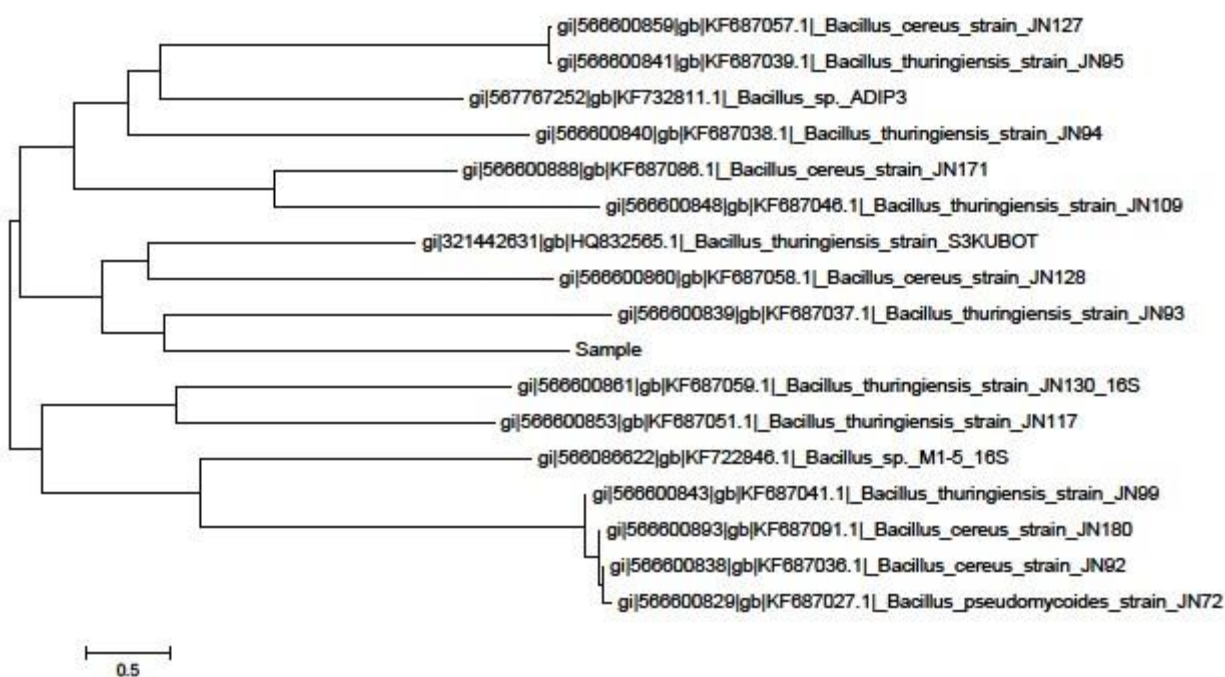 gi|566600859|gb|KF687057.1|_Bacillus_cereus_strain_JN127
gi|566600841|gb|KF687039.1|_Bacillus_thuringiensis_strain_JN95
gi|567767252|gb|KF732811.1|_Bacillus_sp._ADIP3
gi|566600840|gb|KF687038.1|_Bacillus_thuringiensis_strain_JN94
gi|566600888|gb|KF687086.1|_Bacillus_cereus_strain_JN171
gi|566600848|gb|KF687046.1|_Bacillus_thuringiensis_strain_JN109
gi|321442631|gb|HQ832565.1|_Bacillus_thuringiensis_strain_S3KUBOT
gi|566600860|gb|KF687058.1|_Bacillus_cereus_strain_JN128
gi|566600839|gb|KF687037.1|_Bacillus_thuringiensis_strain_JN93
Sample
gi|566600861|gb|KF687059.1|_Bacillus_thuringiensis_strain_JN130_16S
gi|566600853|gb|KF687051.1|_Bacillus_thuringiensis_strain_JN117
gi|566086622|gb|KF722846.1|_Bacillus_sp._M1-5_16S
gi|566600843|gb|KF687041.1|_Bacillus_thuringiensis_strain_JN99
gi|566600893|gb|KF687091.1|_Bacillus_cereus_strain_JN180
gi|566600838|gb|KF687036.1|_Bacillus_cereus_strain_JN92
gi|566600829|gb|KF687027.1|_Bacillus_pseudomycoides_strain_JN72
0.5